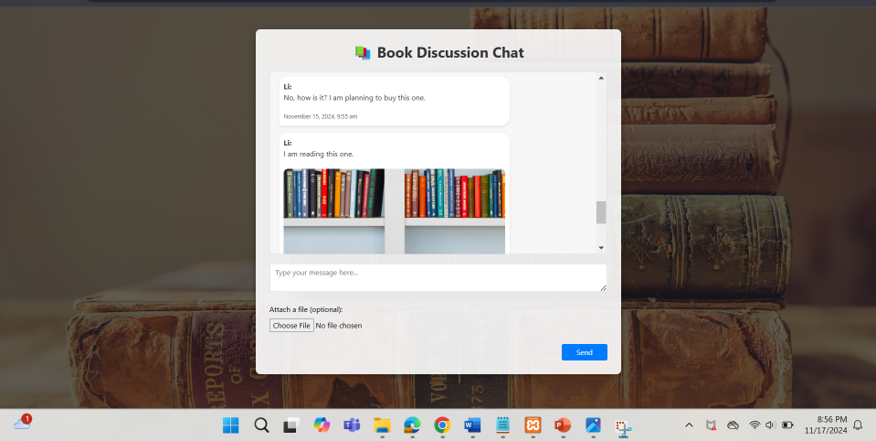 Book Discussion Chat
Li:
No, how is it? I am planning to buy this one.
November 15, 2024, 9:55 am
Li:
I am reading this one.
Type your message here...
Attach a file (optional):
Choose File No file chosen
Send
REPORTS
OF
1
8:56 PM
11/17/2024